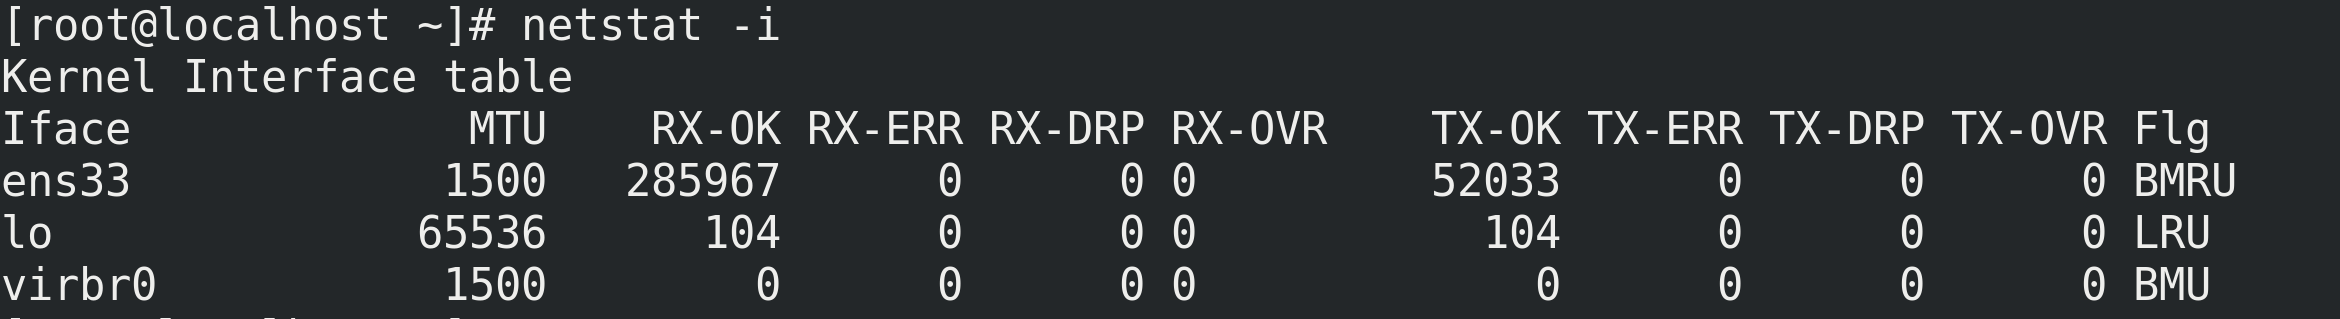 [root@localhost ~]# netstat -i
Kernel Interface table
Iface             MTU    RX-OK RX-ERR RX-DRP RX-OVR    TX-OK TX-ERR TX-DRP TX-OVR Flg
ens33            1500   285967      0      0 0         52033      0      0      0 BMRU
lo              65536      104      0      0 0           104      0      0      0 LRU
virbr0           1500        0      0      0 0             0      0      0      0 BMU